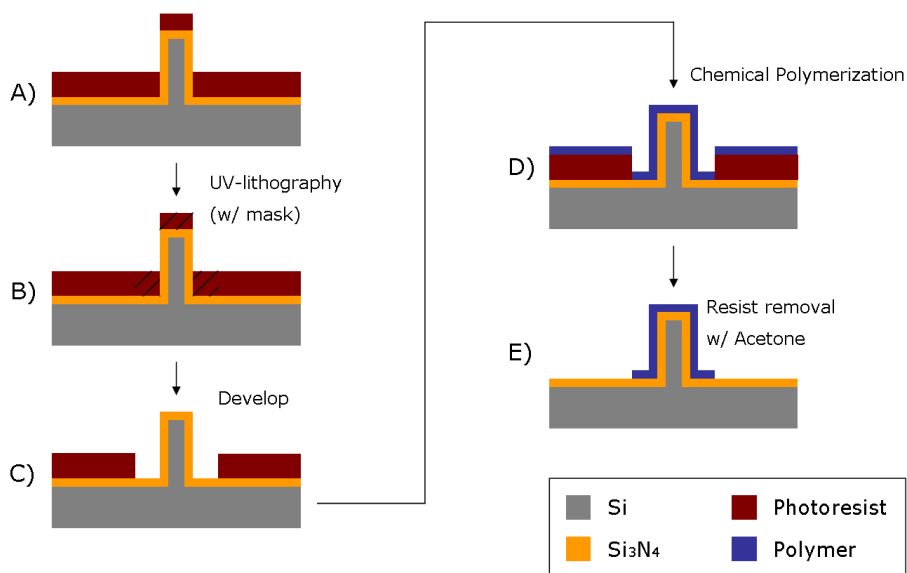 A)
UV-lithography
(w/ mask)
B)
Develop
C)
Chemical Polymerization
D)
Resist removal
w/ Acetone
E)
Si
Photoresist
Si₃N₄
Polymer